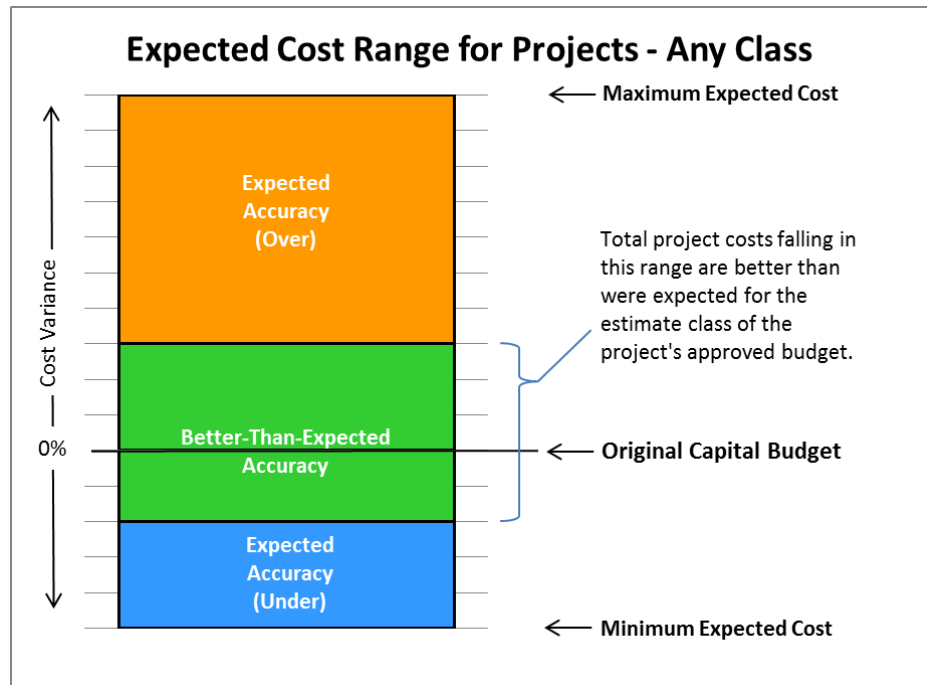 Expected Cost Range for Projects - Any Class
Maximum Expected Cost
Expected
Accuracy
(Over)
Cost Variance
Total project costs falling in
this range are better than
were expected for the
estimate class of the
project's approved budget.
Better-Than-Expected
Accuracy
0%
Original Capital Budget
Expected
Accuracy
(Under)
Minimum Expected Cost